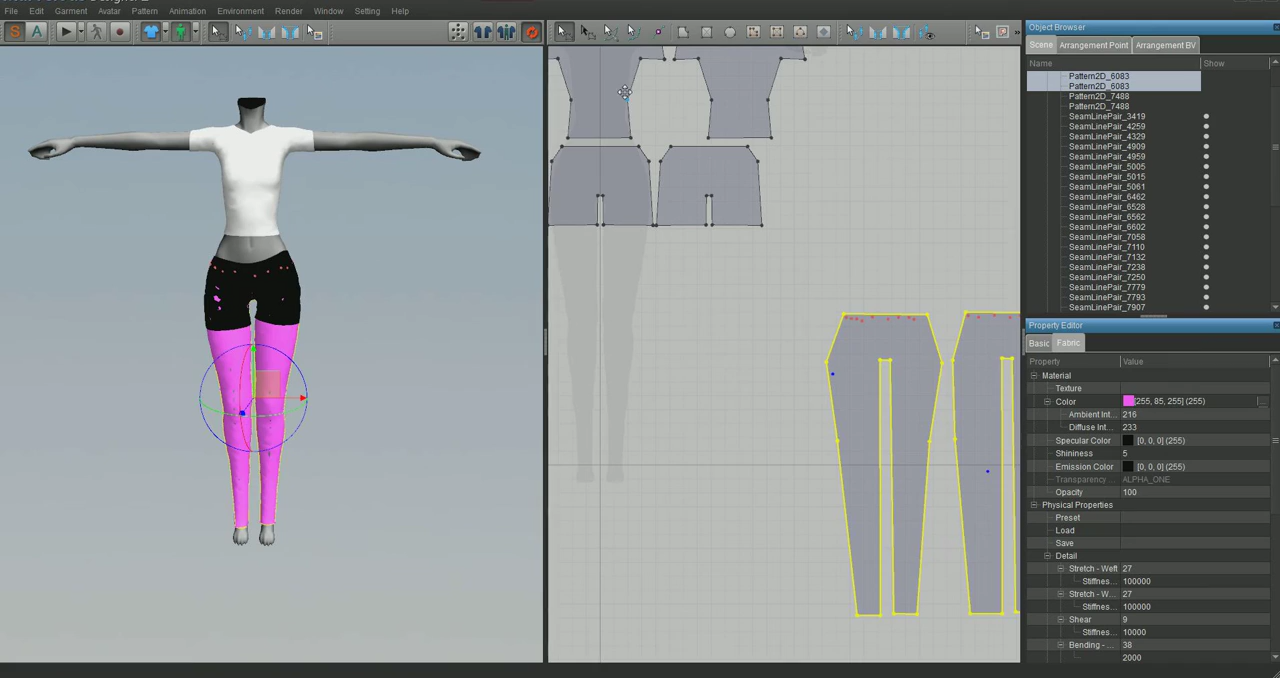 File Edit Garment Avatar Pattern Animation Environment Render Window Setting Help
S A
Object Browser
Scene Arrangement Point Arrangement BV
Name Show
Pattern2D_6083
Pattern2D_6083
Pattern2D_7488
Pattern2D_7488
SeamLinePair_3419
SeamLinePair_4259
SeamLinePair_4329
SeamLinePair_4909
SeamLinePair_4959
SeamLinePair_5005
SeamLinePair_5015
SeamLinePair_5061
SeamLinePair_6462
SeamLinePair_6528
SeamLinePair_6562
SeamLinePair_6602
SeamLinePair_7058
SeamLinePair_7110
SeamLinePair_7132
SeamLinePair_7238
SeamLinePair_7250
SeamLinePair_7779
SeamLinePair_7793
SeamLinePair_7907
Property Editor
Basic Fabric
Property Value
Material
Texture
Color [255, 85, 255] (255)
Ambient Int... 216
Diffuse Int... 233
Specular Color [0, 0, 0] (255)
Shininess 5
Emission Color [0, 0, 0] (255)
Transparency ... ALPHA_ONE
Opacity 100
Physical Properties
Preset
Load
Save
Detail
Stretch - Weft 27
Stiffnes... 100000
Stretch - W... 27
Stiffnes... 100000
Shear 9
Stiffnes... 10000
Bending - ... 38
2000